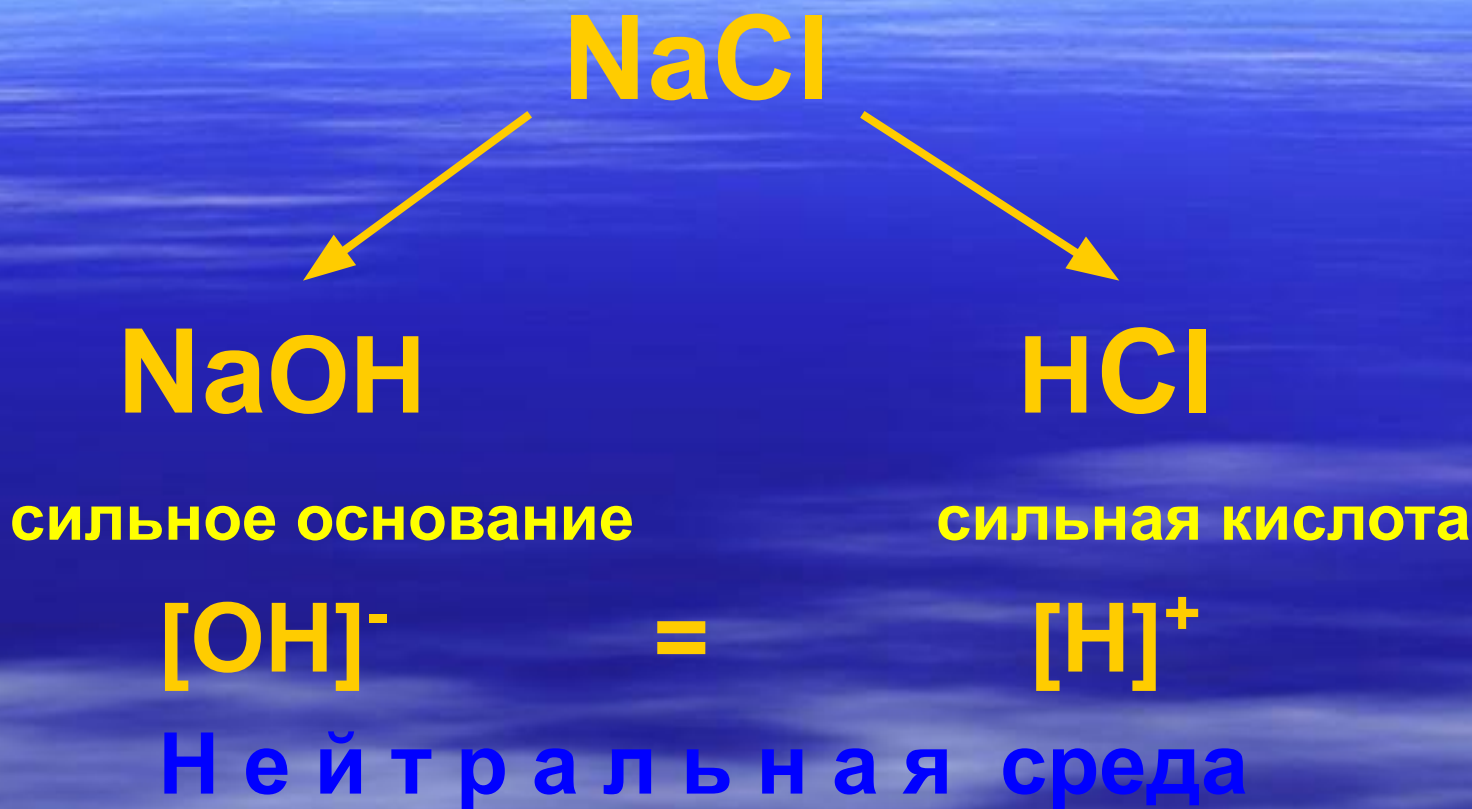 NaCl
NaOH HCl
сильное основание сильная кислота
[OH]⁻ = [H]⁺
Н е й т р а л ь н а я среда